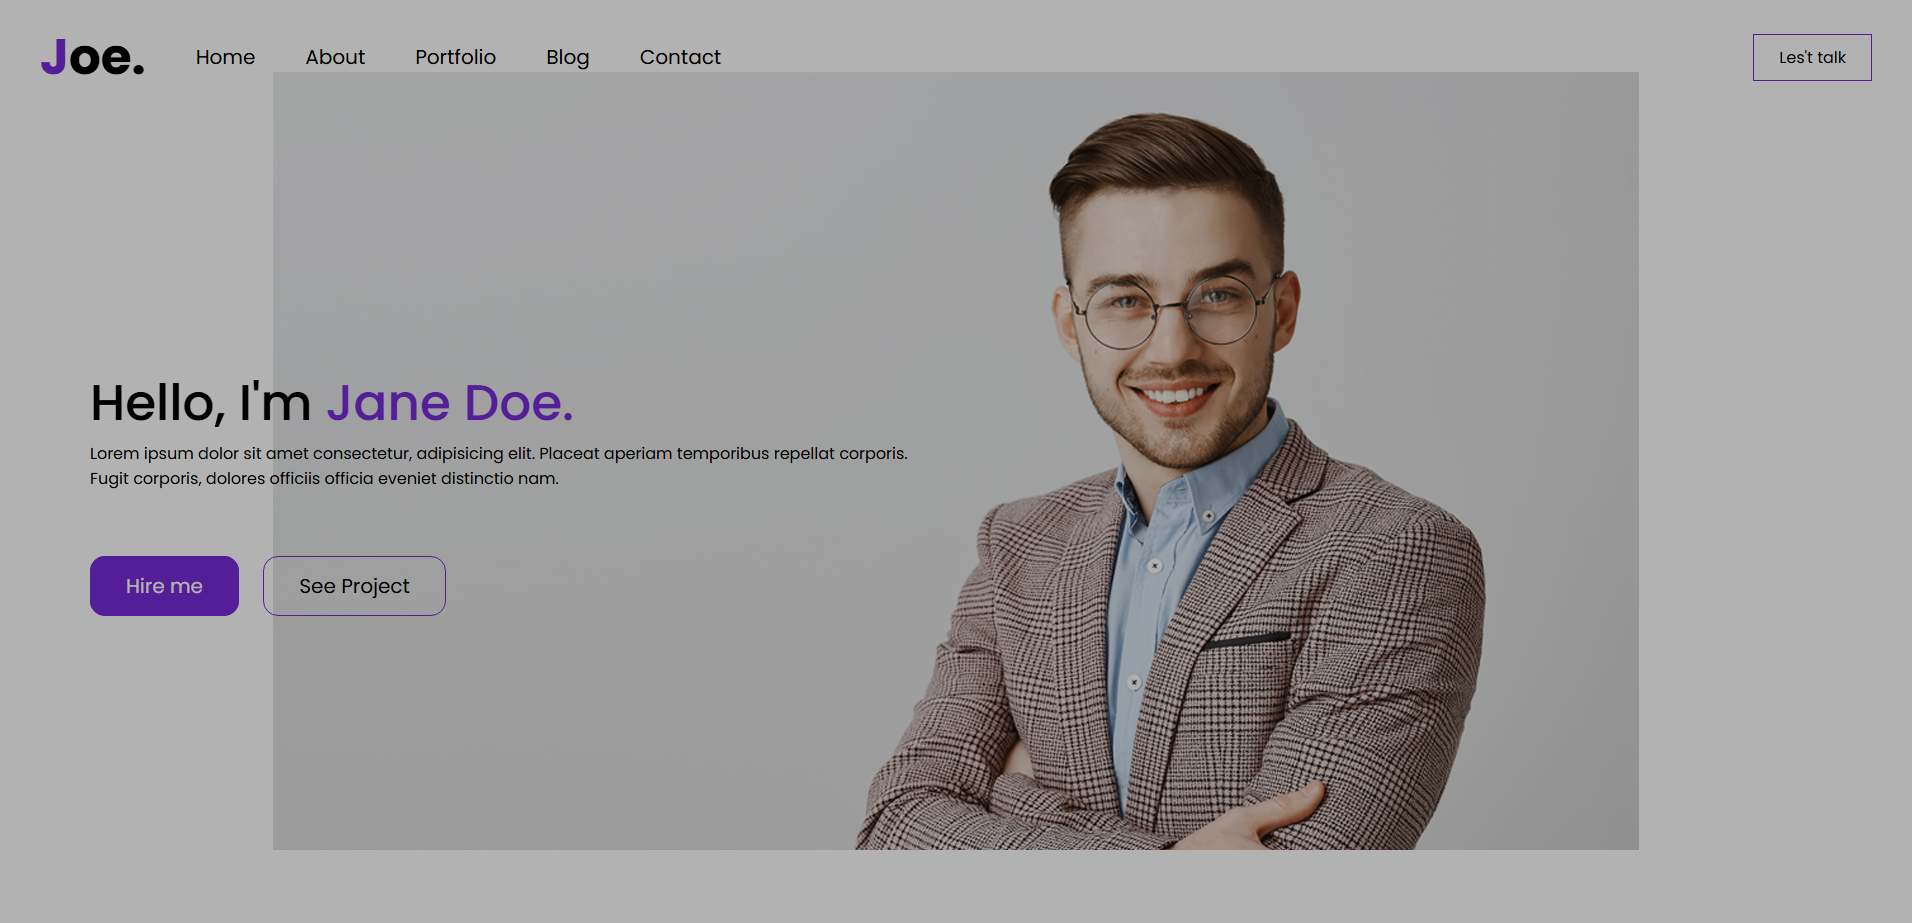 Joe.
Home
About
Portfolio
Blog
Contact
Les't talk
Hello, I'm Jane Doe.
Lorem ipsum dolor sit amet consectetur, adipisicing elit. Placeat aperiam temporibus repellat corporis.
Fugit corporis, dolores officiis officia eveniet distinctio nam.
Hire me
See Project